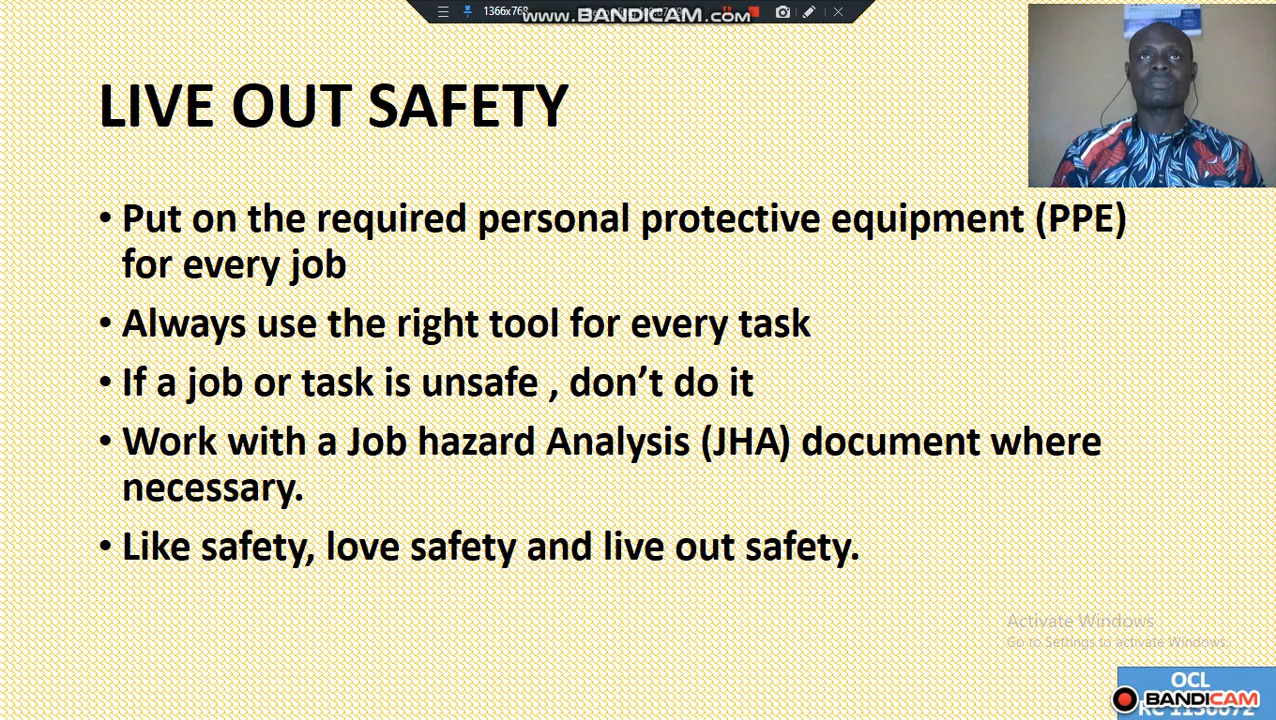 1366x768
www.BANDICAM.com
LIVE OUT SAFETY
• Put on the required personal protective equipment (PPE)
for every job
• Always use the right tool for every task
• If a job or task is unsafe , don’t do it
• Work with a Job hazard Analysis (JHA) document where
necessary.
• Like safety, love safety and live out safety.
Activate Windows
Go to Settings to activate Windows.
OCL
BANDICAM